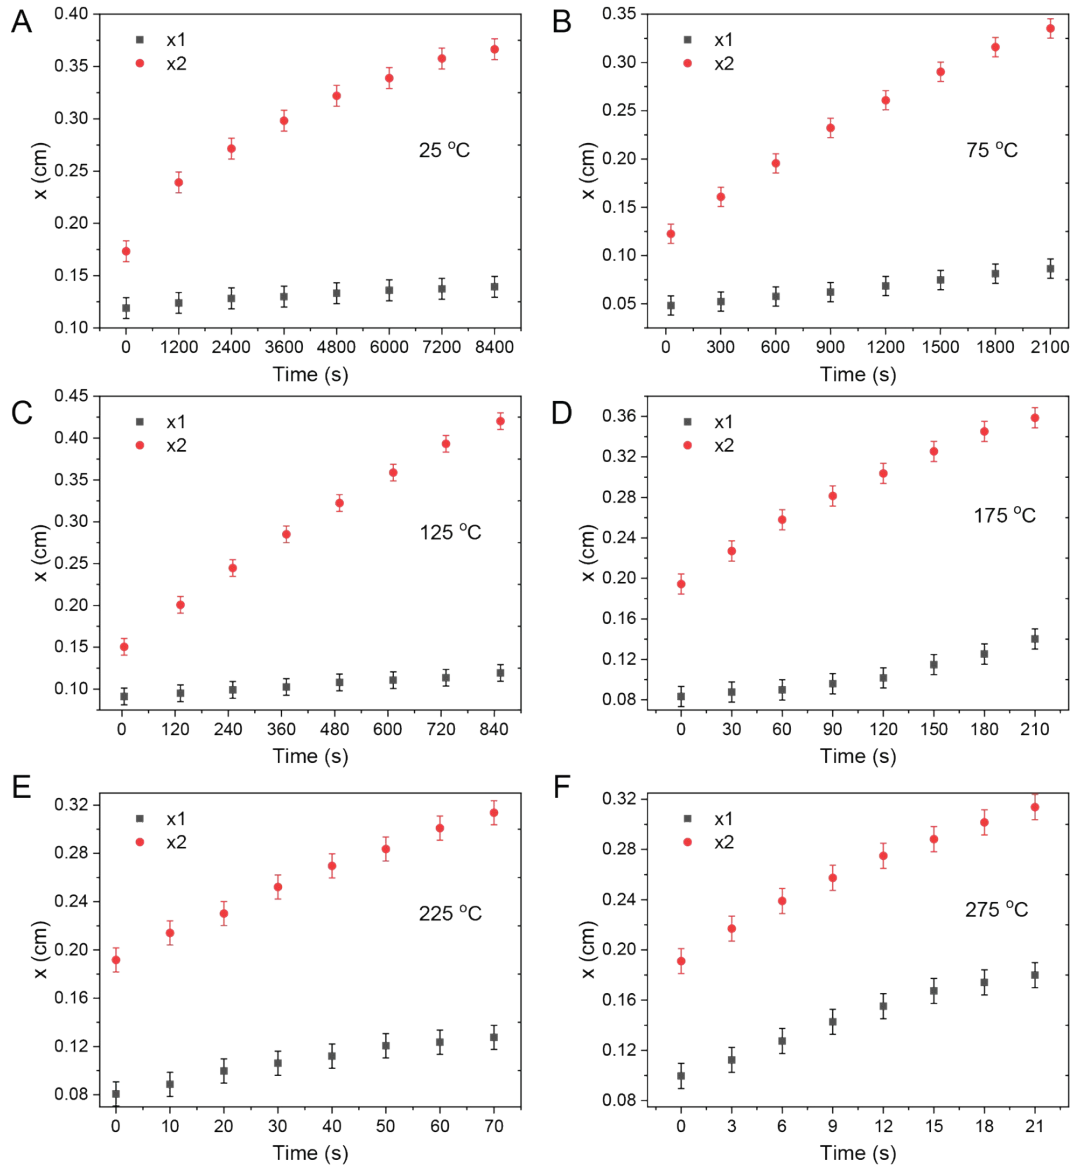 A
0.40
0.35
0.30
0.25
0.20
0.15
0.10
x (cm)
x1
x2
25 °C
0 1200 2400 3600 4800 6000 7200 8400
Time (s)
B
0.35
0.30
0.25
0.20
0.15
0.10
0.05
x (cm)
x1
x2
75 °C
0 300 600 900 1200 1500 1800 2100
Time (s)
C
0.45
0.40
0.35
0.30
0.25
0.20
0.15
0.10
x (cm)
x1
x2
125 °C
0 120 240 360 480 600 720 840
Time (s)
D
0.36
0.32
0.28
0.24
0.20
0.16
0.12
0.08
x (cm)
x1
x2
175 °C
0 30 60 90 120 150 180 210
Time (s)
E
0.32
0.28
0.24
0.20
0.16
0.12
0.08
x (cm)
x1
x2
225 °C
0 10 20 30 40 50 60 70
Time (s)
F
0.32
0.28
0.24
0.20
0.16
0.12
0.08
x (cm)
x1
x2
275 °C
0 3 6 9 12 15 18 21
Time (s)